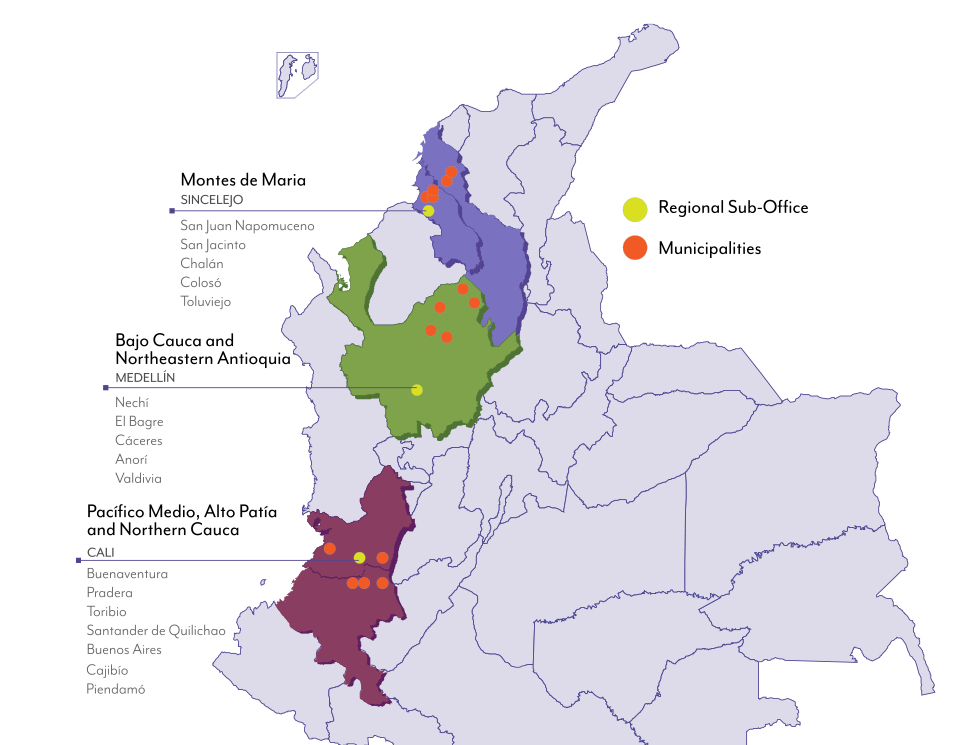 Montes de Maria
SINCELEJO
San Juan Napomuceno
San Jacinto
Chalán
Colosó
Toluviejo
Regional Sub-Office
Municipalities
Bajo Cauca and
Northeastern Antioquia
MEDELLÍN
Nechí
El Bagre
Cáceres
Anorí
Valdivia
Pacífico Medio, Alto Patía
and Northern Cauca
CALI
Buenaventura
Pradera
Toribio
Santander de Quilichao
Buenos Aires
Cajibío
Piendamó